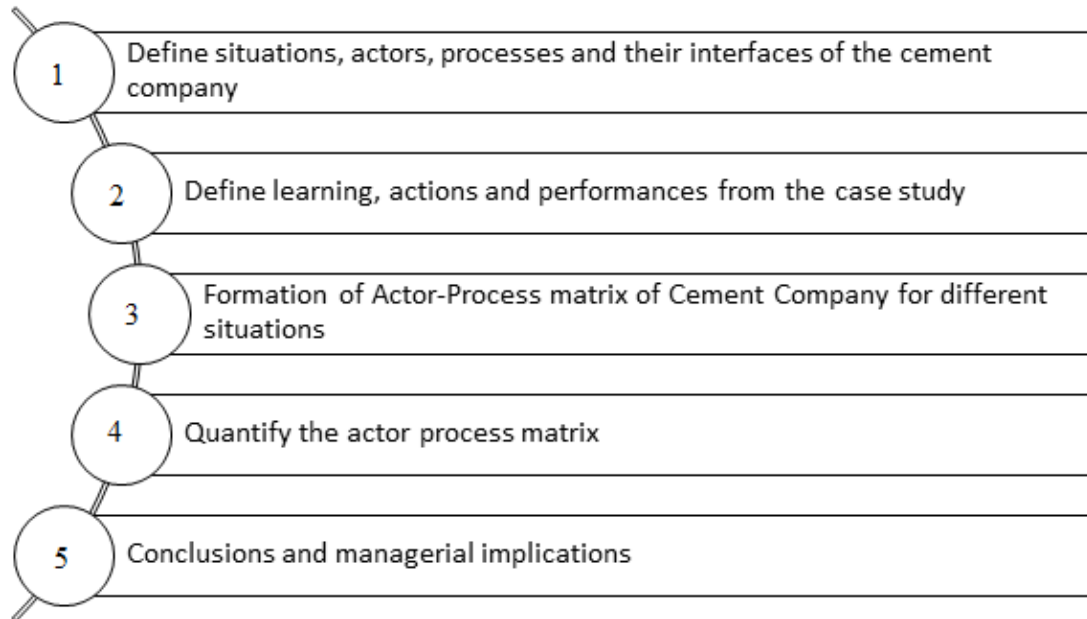 1
Define situations, actors, processes and their interfaces of the cement
company
2
Define learning, actions and performances from the case study
3
Formation of Actor-Process matrix of Cement Company for different
situations
4
Quantify the actor process matrix
5
Conclusions and managerial implications